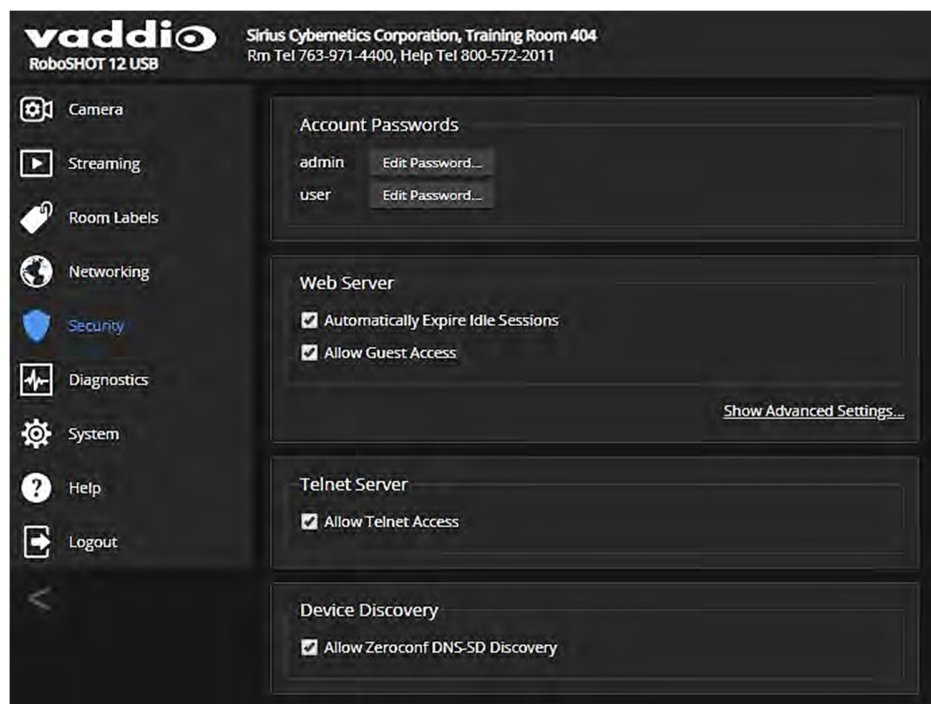 vaddio
RoboSHOT 12 USB
Sirius Cybernetics Corporation, Training Room 404
Rm Tel 763-971-4400, Help Tel 800-572-2011
Camera
Streaming
Room Labels
Networking
Security
Diagnostics
System
Help
Logout
<
Account Passwords
admin Edit Password...
user Edit Password...
Web Server
Automatically Expire Idle Sessions
Allow Guest Access
Show Advanced Settings...
Telnet Server
Allow Telnet Access
Device Discovery
Allow Zeroconf DNS-SD Discovery